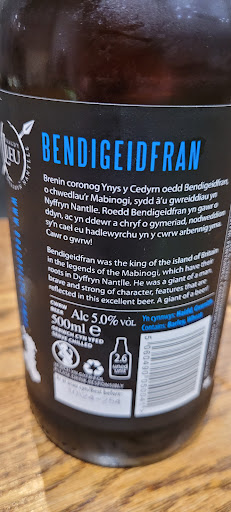 BENDIGEIDFRAN
Brenin coronog Ynys y Cedyrn oedd Bendigeidfran,
o chwedlau'r Mabinogi, sydd â'u gwreiddiau yn
Nyffryn Nantlle. Roedd Bendigeidfran yn gawr o
ddyn, ac yn ddewr a chryf o gymeriad, nodweddion
sy'n cael eu hadlewyrchu yn y cwrw arbennig yma.
Cawr o gwrw!
Bendigeidfran was the king of the island of Britain
in the legends of the Mabinogi, which have their
roots in Dyffryn Nantlle. He was a giant of a man,
brave and strong of character, features that are
reflected in this excellent beer. A giant of a beer!
CWRW
BEER
Alc 5.0% vol.
500ml e
SERVE CHILLED
2.6
Yn cynnwys:
Contains: Barley, Wheat